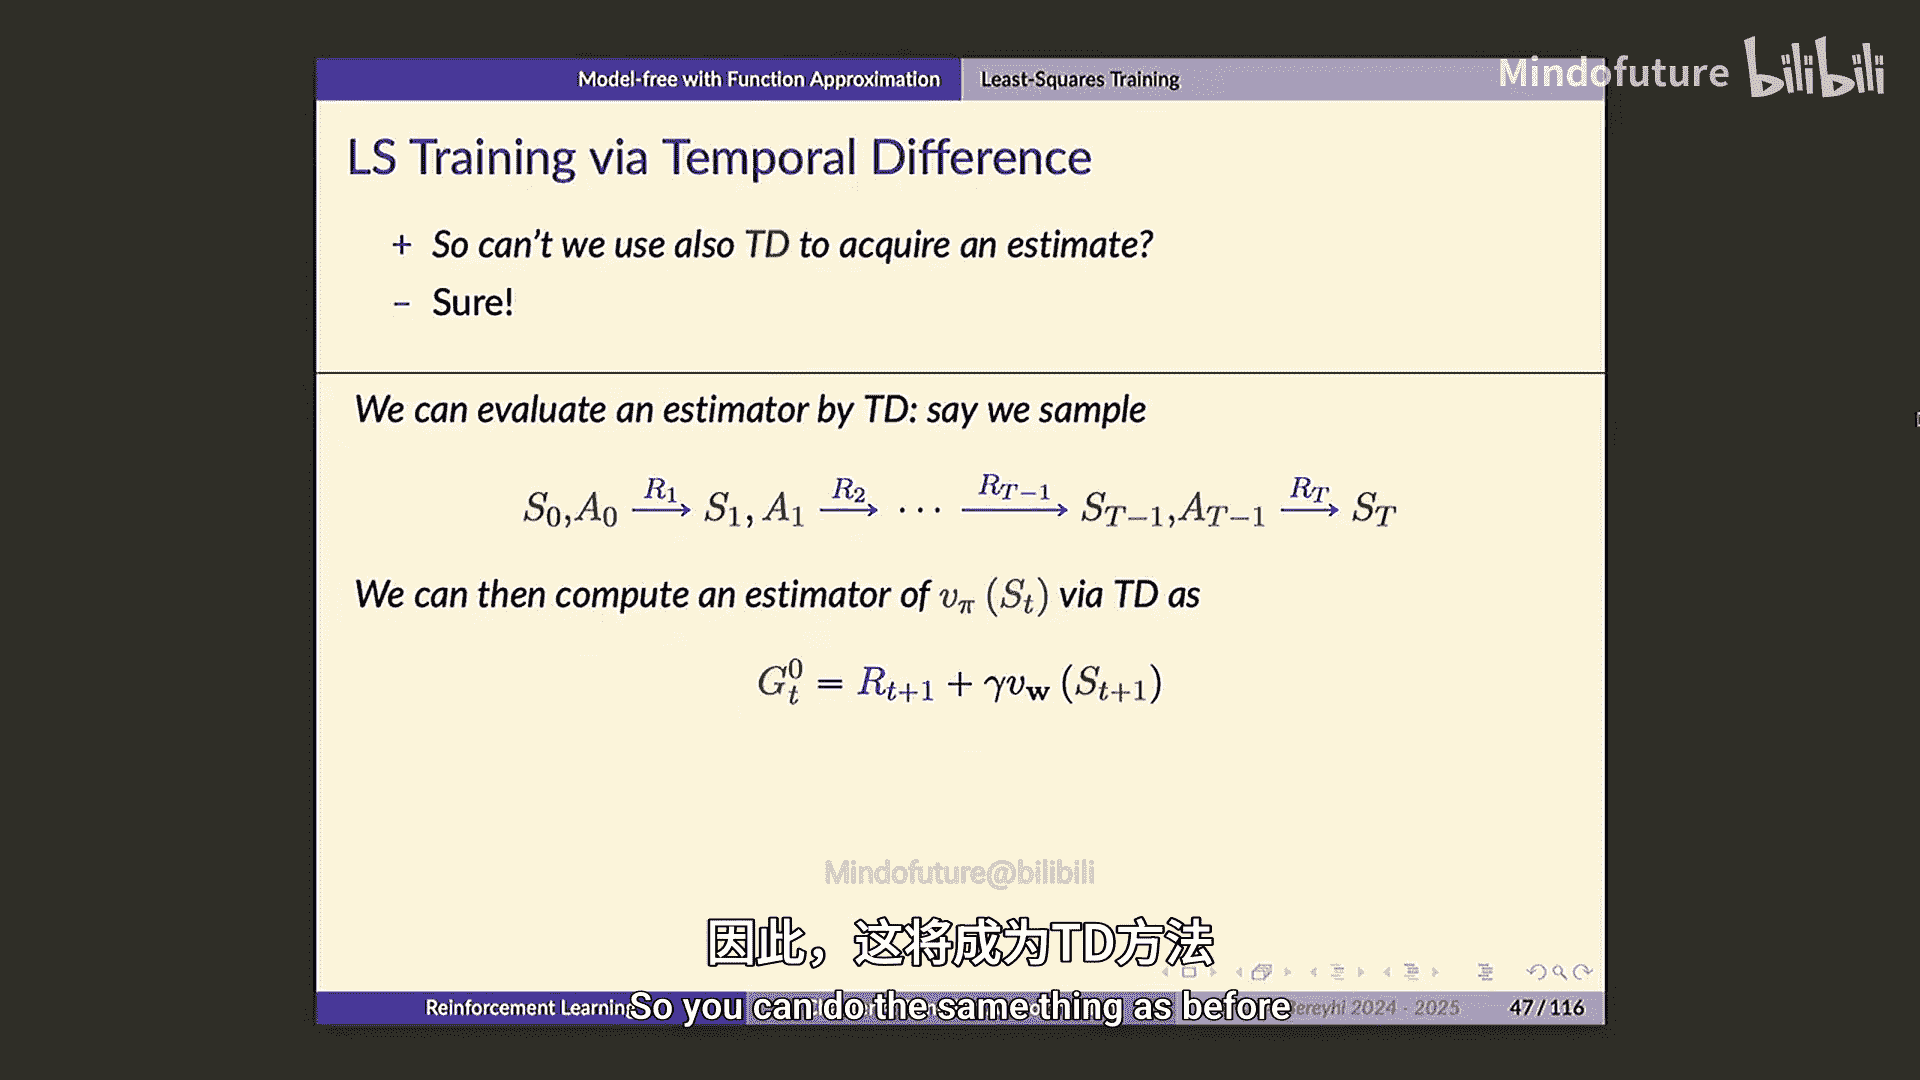 Model-free with Function Approximation Least-Squares Training
Mindofuture bilibili
LS Training via Temporal Difference
+ So can't we use also TD to acquire an estimate?
– Sure!
We can evaluate an estimator by TD: say we sample
S₀,A₀ —R₁→ S₁, A₁ —R₂→ ⋯ —R_{T−1}→ S_{T−1},A_{T−1} —R_T→ S_T
We can then compute an estimator of v_π (S_t) via TD as
G_t^0 = R_{t+1} + γv_w (S_{t+1})
Mindofuture@bilibili
因此，这将成为TD方法
So you can do the same thing as before
Reinforcement Learning 2024 - 2025 47 / 116